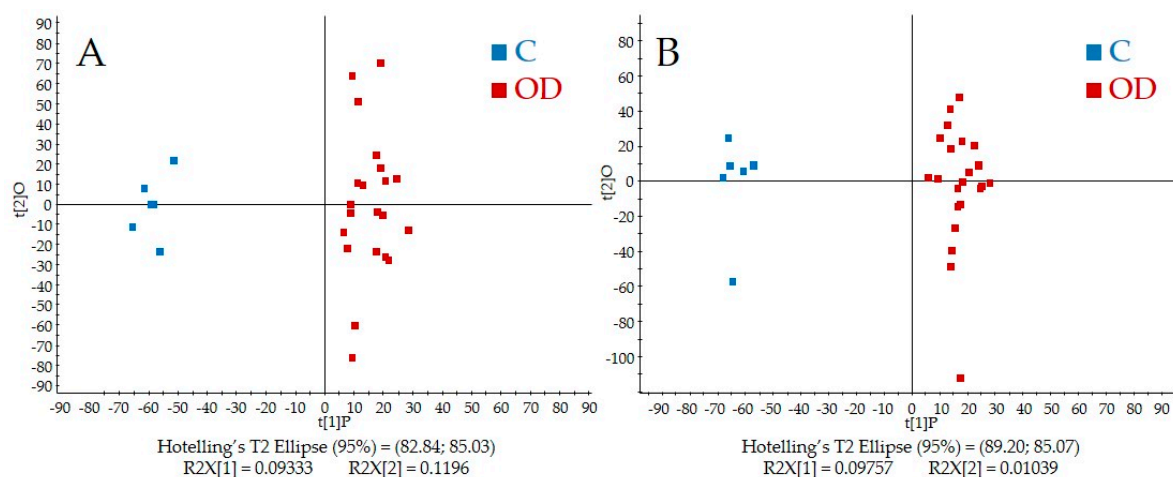 A
C
OD
90
80
70
60
50
40
30
20
10
0
-10
-20
-30
-40
-50
-60
-70
-80
-90
t[2]O
-90 -80 -70 -60 -50 -40 -30 -20 -10 0 10 20 30 40 50 60 70 80 90
t[1]P
Hotelling's T2 Ellipse (95%) = (82.84; 85.03)
R2X[1] = 0.09333 R2X[2] = 0.1196
B
C
OD
80
60
40
20
0
-20
-40
-60
-80
-100
t[2]O
-90 -80 -70 -60 -50 -40 -30 -20 -10 0 10 20 30 40 50 60 70 80 90
t[1]P
Hotelling's T2 Ellipse (95%) = (89.20; 85.07)
R2X[1] = 0.09757 R2X[2] = 0.01039